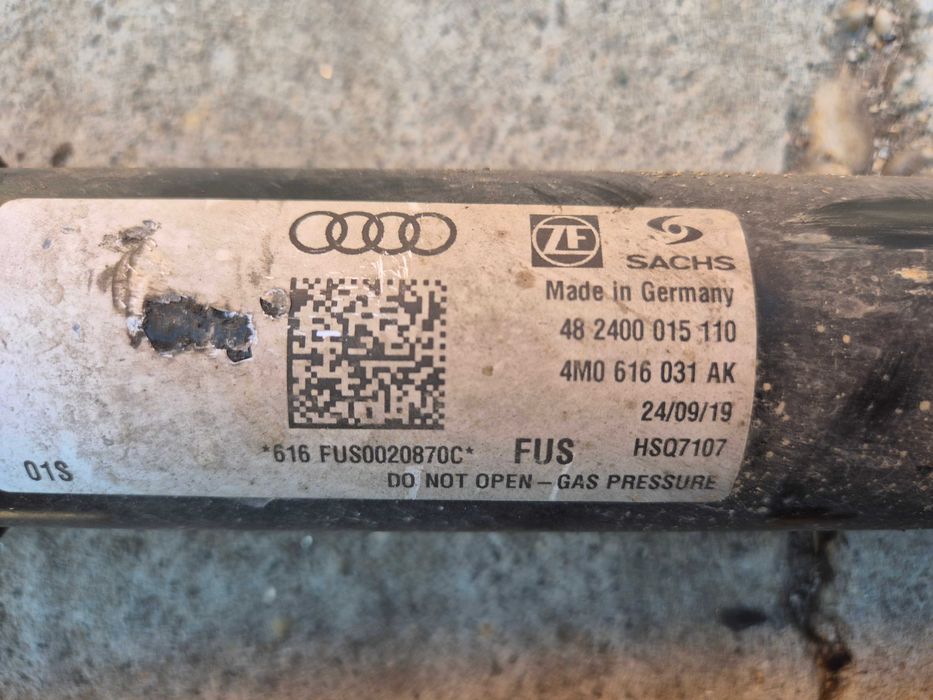 ZF
SACHS
Made in Germany
48 2400 015 110
4M0 616 031 AK
24/09/19
*616 FUS0020870C* FUS HSQ7107
01S
DO NOT OPEN – GAS PRESSURE